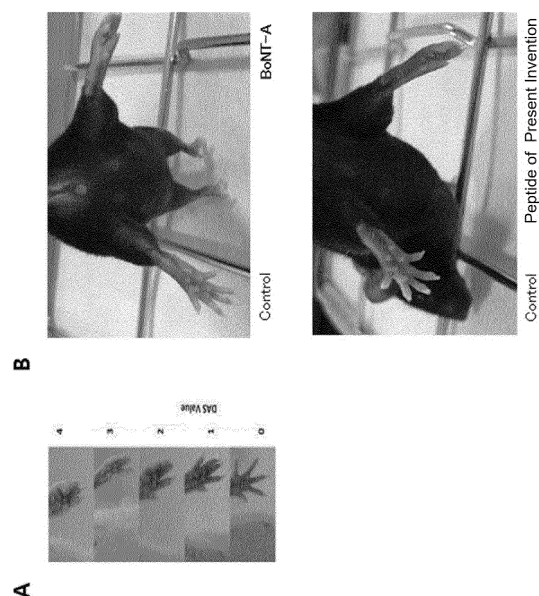 A
4
3
2
1
0
DAS Value
B
Control
BoNT-A
Control
Peptide of Present Invention